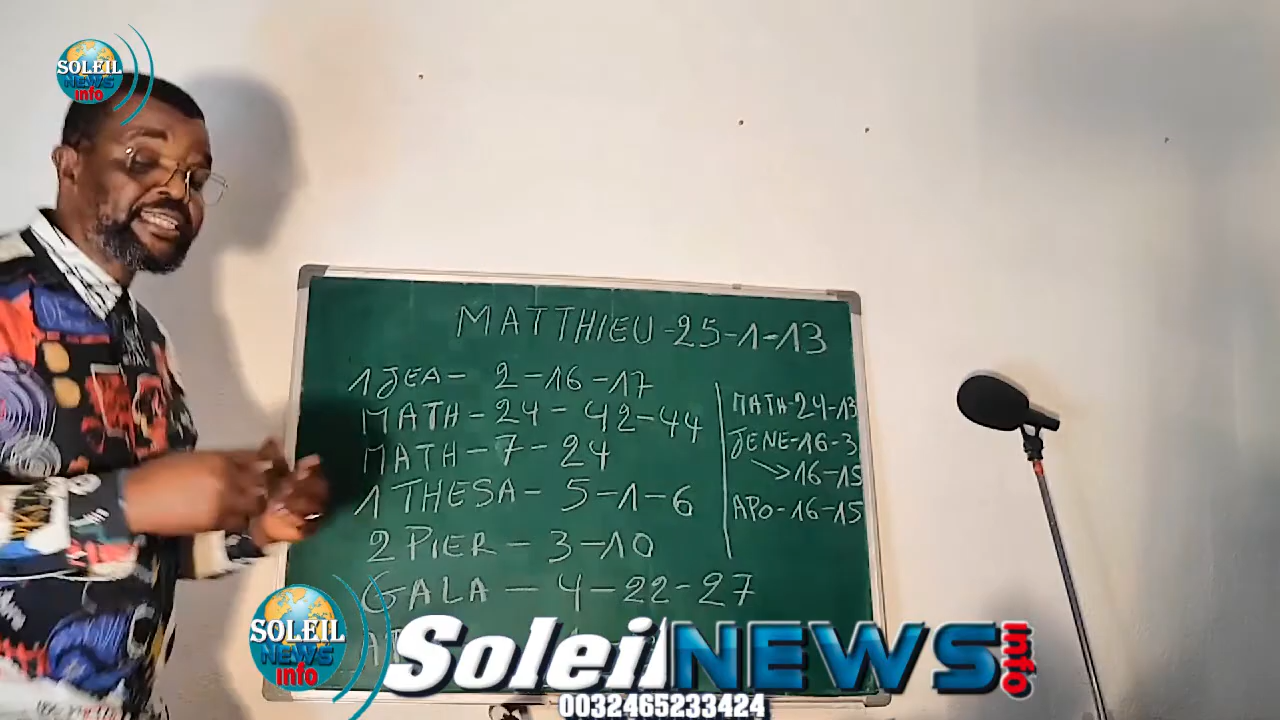 SOLEIL
NEWS
info
MATTHIEU-25-1-13
1JEA- 2-16-17
MATH-24-42-44
MATH-7-24
1THESA- 5-1-6
2PIER-3-10
GALA-4-22-27
MATH-24-13
JENE-16-3
→16-15
APO-16-15
SOLEIL
NEWS
info
Soleil NEWS info
0032465233424